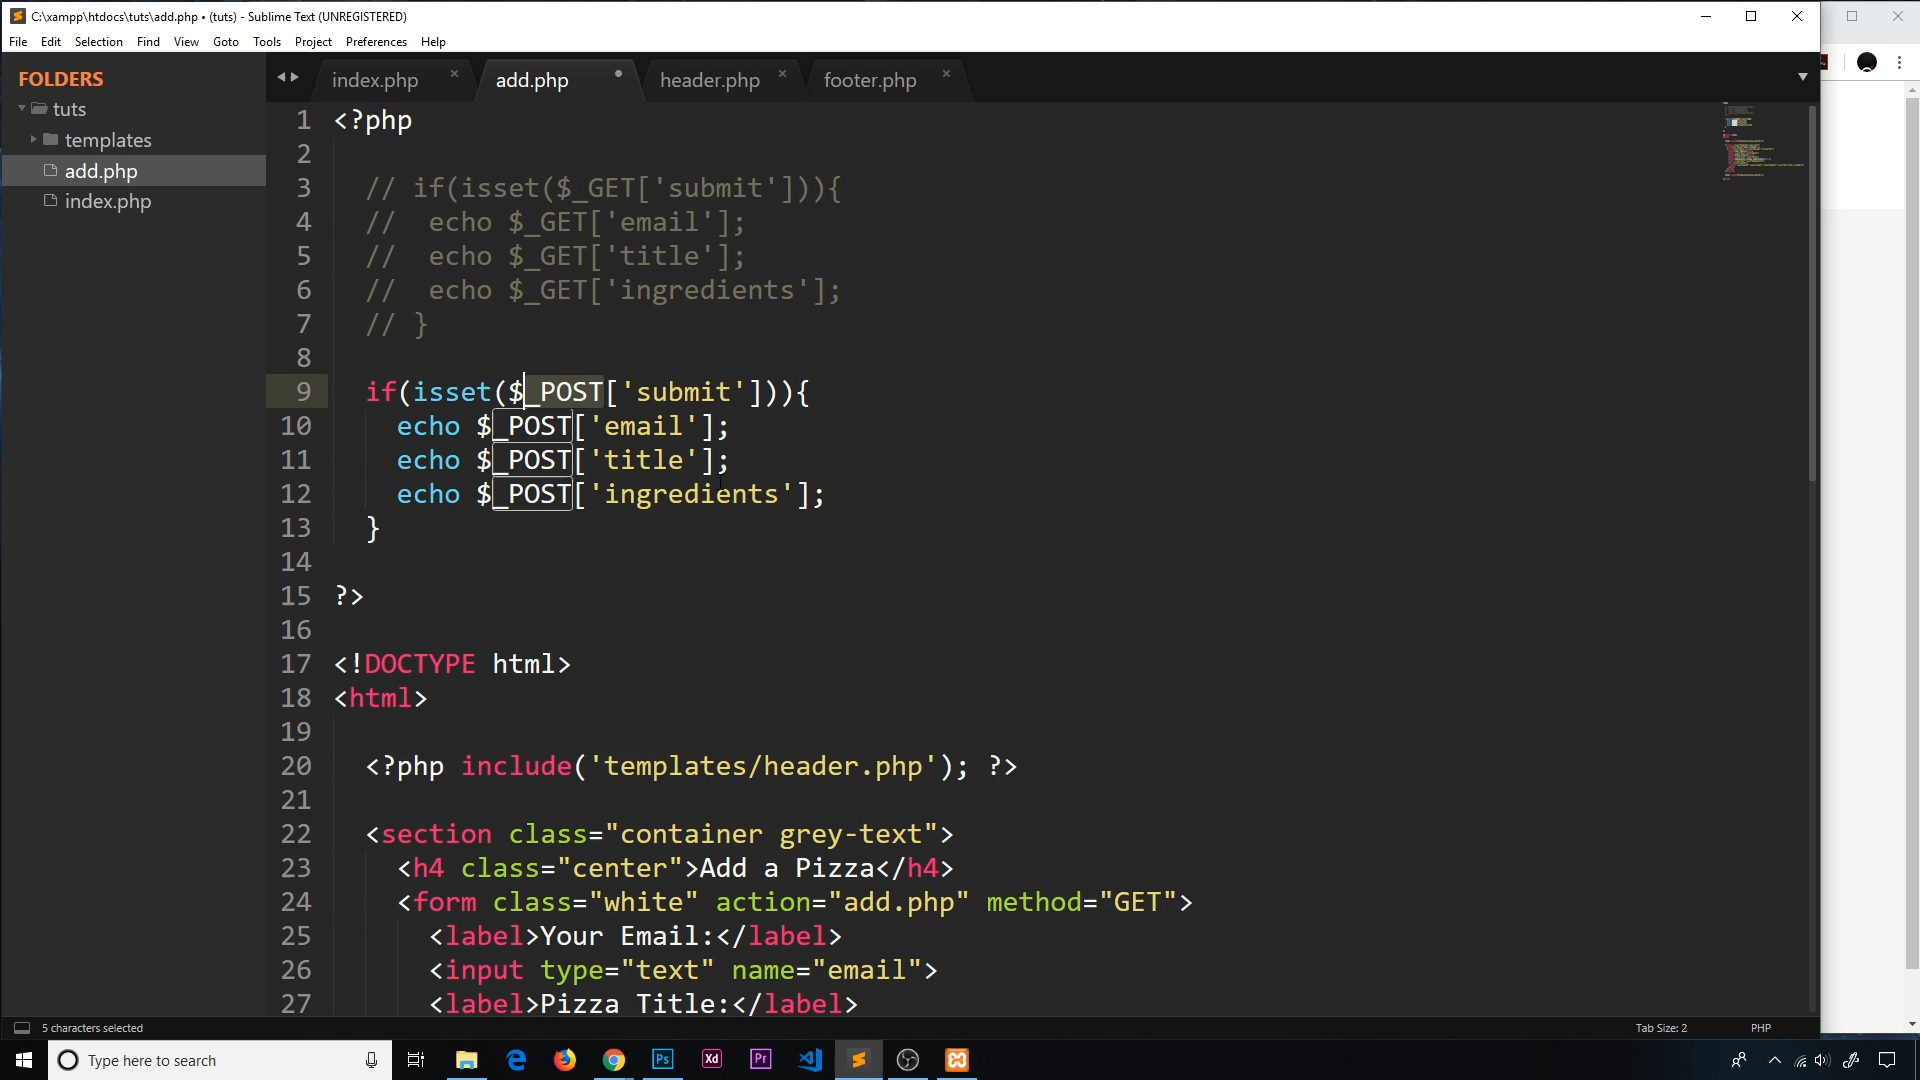 C:\xampp\htdocs\tuts\add.php • (tuts) - Sublime Text (UNREGISTERED)
File Edit Selection Find View Goto Tools Project Preferences Help
FOLDERS
tuts
templates
add.php
index.php
index.php add.php header.php footer.php
1 <?php
2
3 // if(isset($_GET['submit'])){
4 //  echo $_GET['email'];
5 //  echo $_GET['title'];
6 //  echo $_GET['ingredients'];
7 // }
8
9 if(isset($_POST['submit'])){
10 echo $_POST['email'];
11 echo $_POST['title'];
12 echo $_POST['ingredients'];
13 }
14
15 ?>
16
17 <!DOCTYPE html>
18 <html>
19
20 <?php include('templates/header.php'); ?>
21
22 <section class="container grey-text">
23 <h4 class="center">Add a Pizza</h4>
24 <form class="white" action="add.php" method="GET">
25 <label>Your Email:</label>
26 <input type="text" name="email">
27 <label>Pizza Title:</label>
5 characters selected Tab Size: 2 PHP
Type here to search Ps Xd Pr